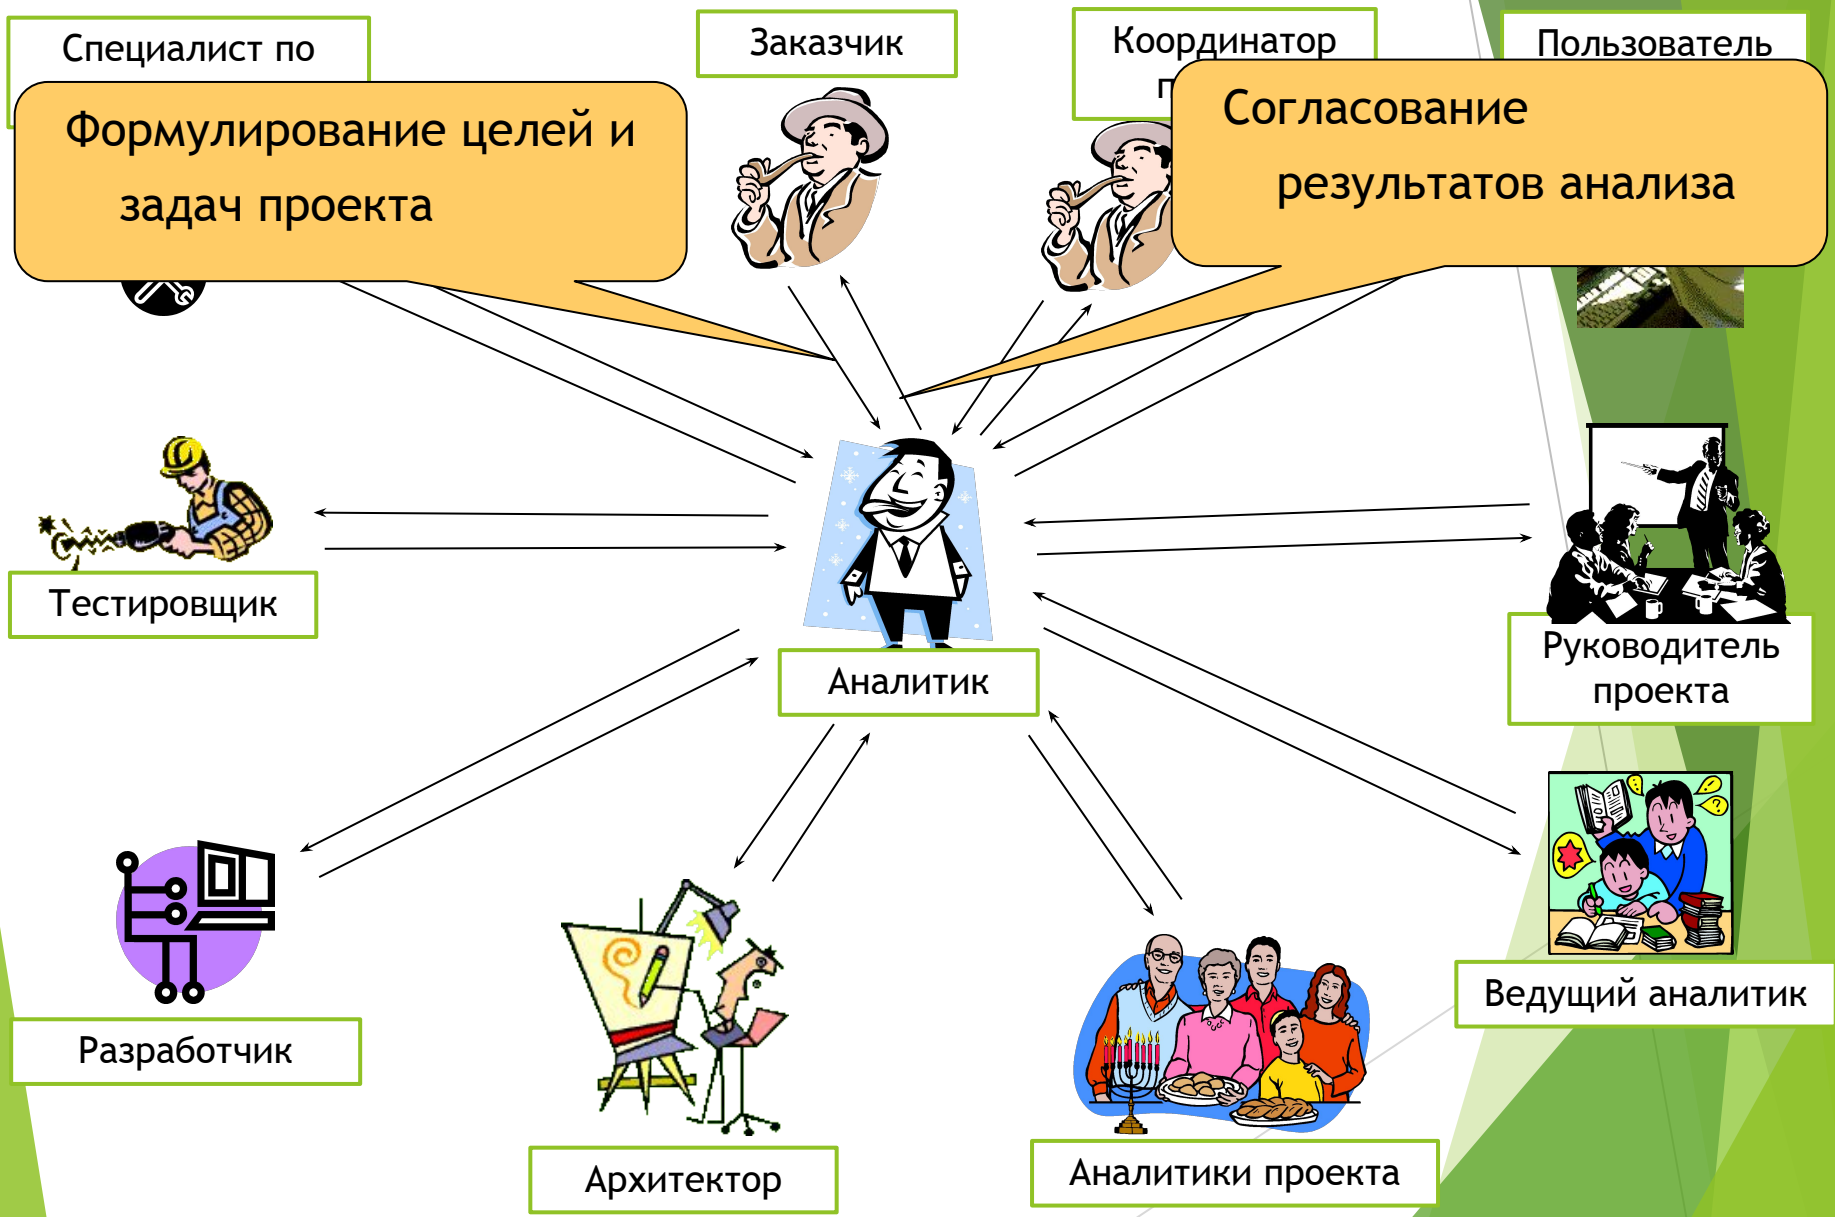 Специалист по
Заказчик
Координатор
Пользователь
Формулирование целей и
задач проекта
Согласование
результатов анализа
Тестировщик
Аналитик
Руководитель
проекта
Разработчик
Ведущий аналитик
Архитектор
Аналитики проекта